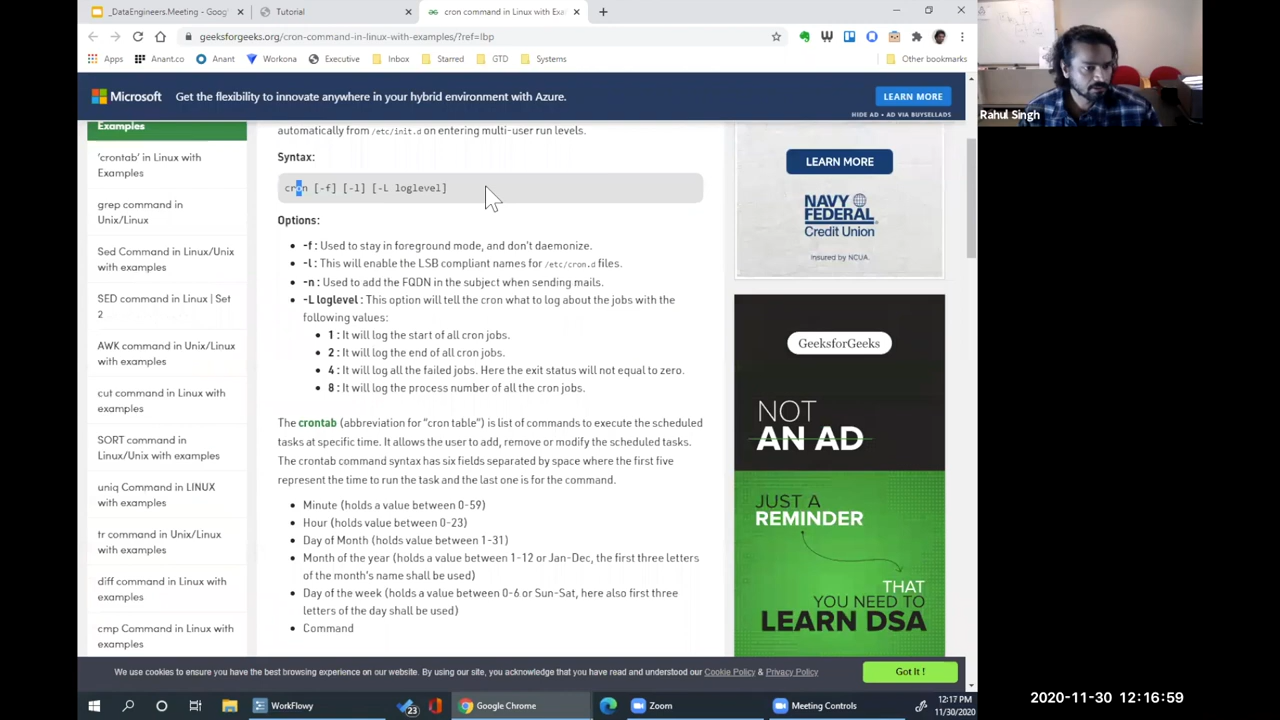 _DataEngineers.Meeting - Goog
Tutorial
cron command in Linux with Exa
geeksforgeeks.org/cron-command-in-linux-with-examples/?ref=lbp
Apps
Anant.co
Anant
Workona
Executive
Inbox
Starred
GTD
Systems
Other bookmarks
Microsoft
Get the flexibility to innovate anywhere in your hybrid environment with Azure.
LEARN MORE
HIDE AD • AD VIA BUYSELLADS
Rahul Singh
Examples
'crontab' in Linux with
Examples
grep command in
Unix/Linux
Sed Command in Linux/Unix
with examples
SED command in Linux | Set
2
AWK command in Unix/Linux
with examples
cut command in Linux with
examples
SORT command in
Linux/Unix with examples
uniq Command in LINUX
with examples
tr command in Unix/Linux
with examples
diff command in Linux with
examples
cmp Command in Linux with
examples
automatically from /etc/init.d on entering multi-user run levels.
Syntax:
cron [-f] [-l] [-L loglevel]
Options:
-f : Used to stay in foreground mode, and don't daemonize.
-l : This will enable the LSB compliant names for /etc/cron.d files.
-n : Used to add the FQDN in the subject when sending mails.
-L loglevel : This option will tell the cron what to log about the jobs with the
following values:
1 : It will log the start of all cron jobs.
2 : It will log the end of all cron jobs.
4 : It will log all the failed jobs. Here the exit status will not equal to zero.
8 : It will log the process number of all the cron jobs.
The crontab (abbreviation for "cron table") is list of commands to execute the scheduled
tasks at specific time. It allows the user to add, remove or modify the scheduled tasks.
The crontab command syntax has six fields separated by space where the first five
represent the time to run the task and the last one is for the command.
Minute (holds a value between 0-59)
Hour (holds value between 0-23)
Day of Month (holds value between 1-31)
Month of the year (holds a value between 1-12 or Jan-Dec, the first three letters
of the month's name shall be used)
Day of the week (holds a value between 0-6 or Sun-Sat, here also first three
letters of the day shall be used)
Command
LEARN MORE
NAVY
FEDERAL
Credit Union
Insured by NCUA.
GeeksforGeeks
NOT
AN AD
JUST A
REMINDER
THAT
YOU NEED TO
LEARN DSA
We use cookies to ensure you have the best browsing experience on our website. By using our site, you acknowledge that you have read and understood our Cookie Policy & Privacy Policy
Got It !
WorkFlowy
23
Google Chrome
Zoom
Meeting Controls
12:17 PM
11/30/2020
2020-11-30 12:16:59